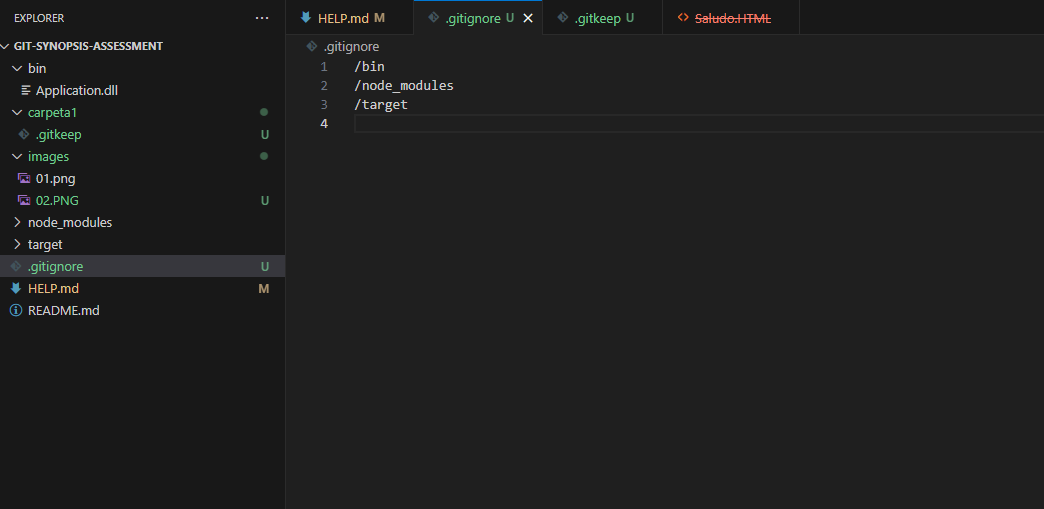 EXPLORER ···
GIT-SYNOPSIS-ASSESSMENT
bin
Application.dll
carpeta1
.gitkeep U
images
01.png
02.PNG U
node_modules
target
.gitignore U
HELP.md M
README.md
HELP.md M .gitignore U .gitkeep U Saludo.HTML
.gitignore
1 /bin
2 /node_modules
3 /target
4